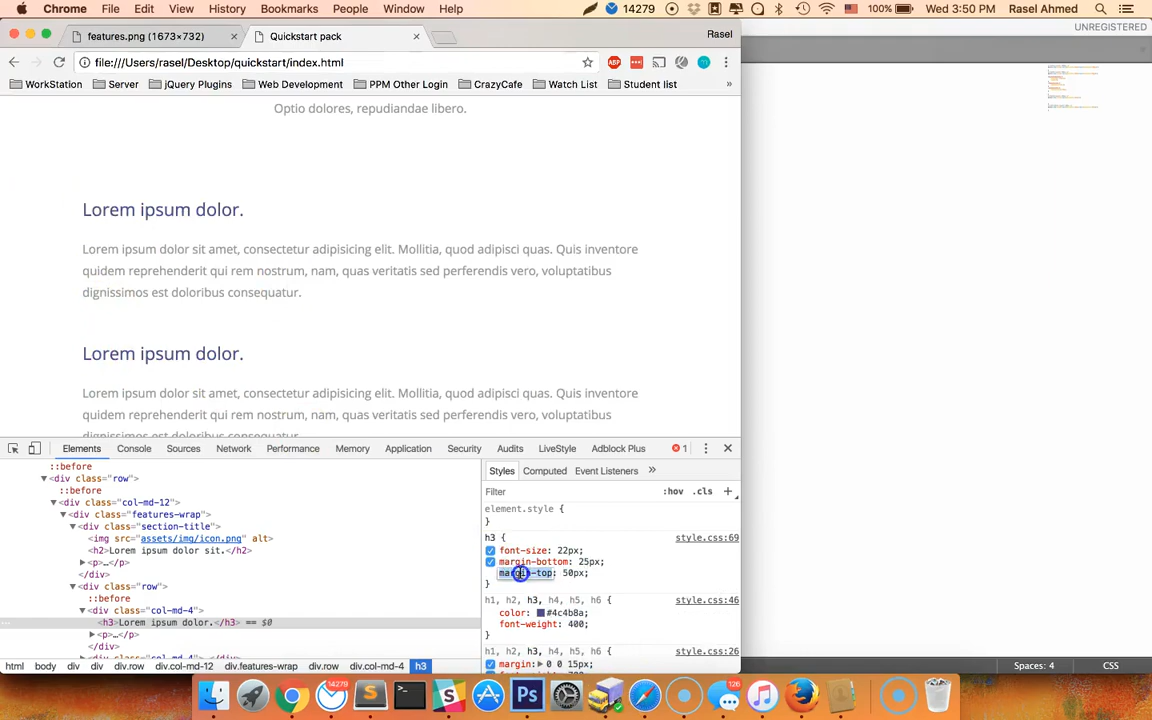 Chrome File Edit View History Bookmarks People Window Help 14279 100% Wed 3:50 PM Rasel Ahmed
features.png (1673×732) × Quickstart pack × Rasel
UNREGISTERED
file:///Users/rasel/Desktop/quickstart/index.html ABP
WorkStation Server jQuery Plugins Web Development PPM Other Login CrazyCafe Watch List Student list »
Optio dolores, repudiandae libero.
Lorem ipsum dolor.
Lorem ipsum dolor sit amet, consectetur adipisicing elit. Mollitia, quod adipisci quas. Quis inventore
quidem reprehenderit qui rem nostrum, nam, quas veritatis sed perferendis vero, voluptatibus
dignissimos est doloribus consequatur.
Lorem ipsum dolor.
Lorem ipsum dolor sit amet, consectetur adipisicing elit. Mollitia, quod adipisci quas. Quis inventore
quidem reprehenderit qui rem nostrum, nam, quas veritatis sed perferendis vero, voluptatibus
dignissimos est doloribus consequatur.
Elements Console Sources Network Performance Memory Application Security Audits LiveStyle Adblock Plus 1
::before
▼<div class="row">
::before
▼<div class="col-md-12">
▼<div class="features-wrap">
▼<div class="section-title">
<img src="assets/img/icon.png" alt>
<h2>Lorem ipsum dolor sit.</h2>
▶<p>…</p>
</div>
▼<div class="row">
::before
▼<div class="col-md-4">
<h3>Lorem ipsum dolor.</h3> == $0
▶<p>…</p>
</div>
html body div div div.row div.col-md-12 div.features-wrap div.row div.col-md-4 h3
Styles Computed Event Listeners »
Filter :hov .cls +
element.style {
}
h3 { style.css:69
font-size: 22px;
margin-bottom: 25px;
margin-top: 50px;
}
h1, h2, h3, h4, h5, h6 { style.css:46
color: #4c4b8a;
font-weight: 400;
}
h1, h2, h3, h4, h5, h6 { style.css:26
margin:▶0 0 15px;
Spaces: 4 CSS
14279 126
Ps